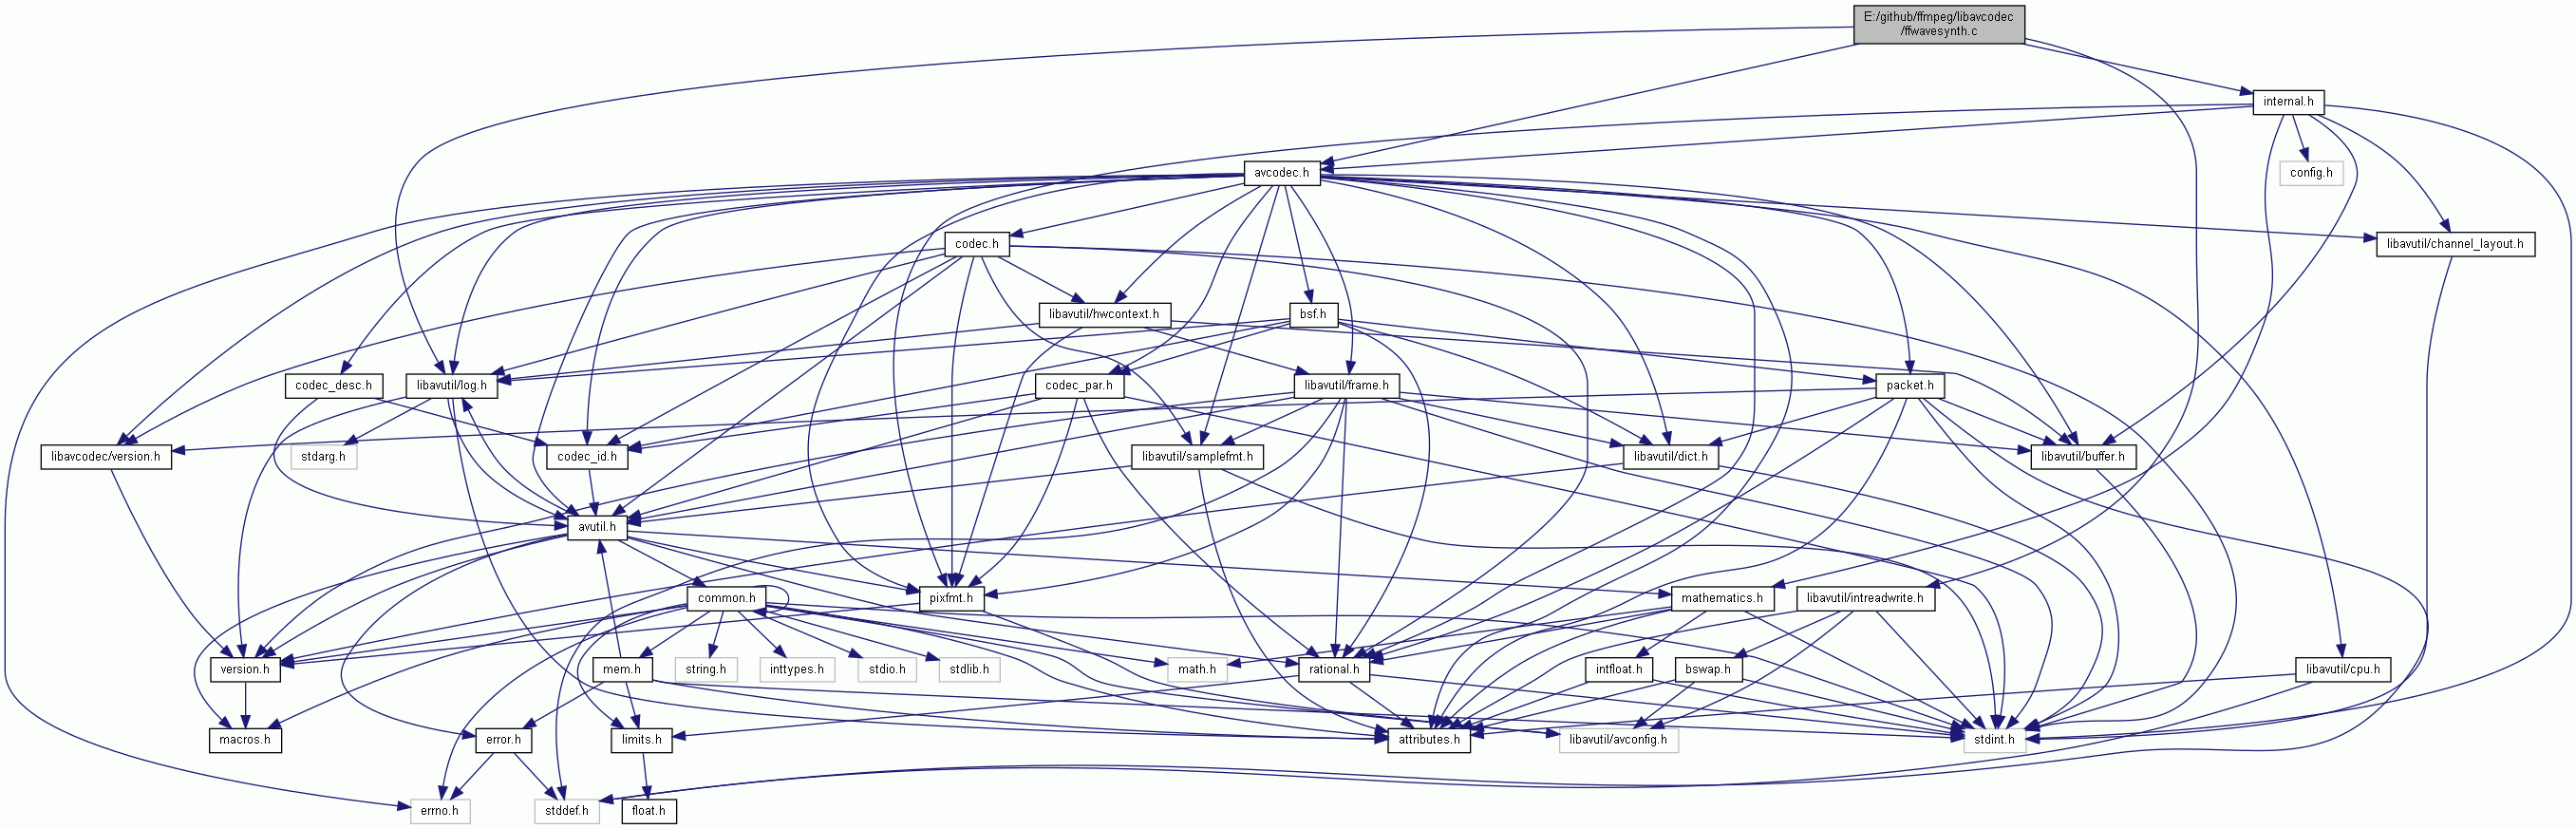 E:/github/ffmpeg/libavcodec
/ffwavesynth.c
internal.h
avcodec.h
config.h
codec.h
libavutil/channel_layout.h
libavutil/hwcontext.h
bsf.h
codec_desc.h
libavutil/log.h
codec_par.h
libavutil/frame.h
packet.h
libavcodec/version.h
stdarg.h
codec_id.h
libavutil/samplefmt.h
libavutil/dict.h
libavutil/buffer.h
avutil.h
common.h
pixfmt.h
mathematics.h
libavutil/intreadwrite.h
version.h
mem.h
string.h
inttypes.h
stdio.h
stdlib.h
math.h
rational.h
intfloat.h
bswap.h
libavutil/cpu.h
macros.h
error.h
limits.h
attributes.h
libavutil/avconfig.h
stdint.h
errno.h
stddef.h
float.h